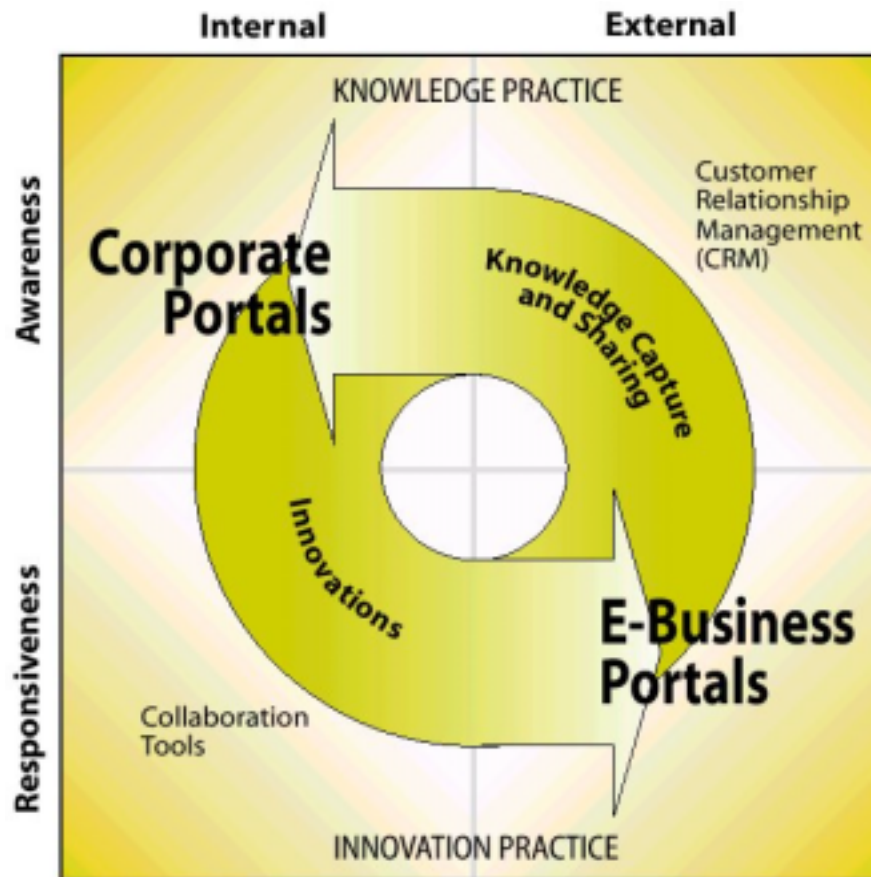 Internal
External
KNOWLEDGE PRACTICE
Awareness
Customer
Relationship
Management
(CRM)
Corporate
Portals
Knowledge Capture
and Sharing
Innovations
Responsiveness
E-Business
Portals
Collaboration
Tools
INNOVATION PRACTICE